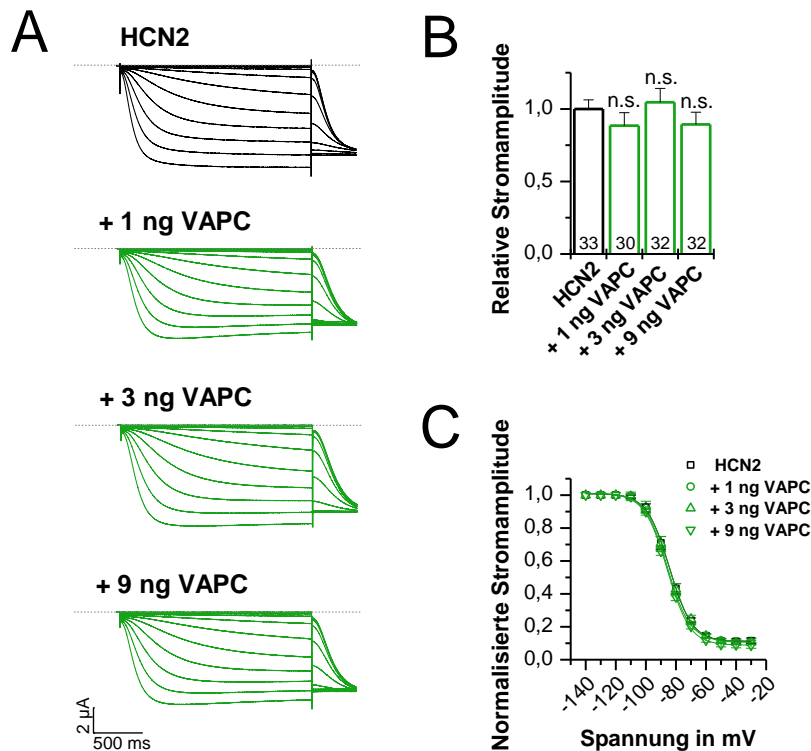 A
HCN2
+ 1 ng VAPC
+ 3 ng VAPC
+ 9 ng VAPC
2 µA
500 ms
B
Relative Stromamplitude
1,0
0,5
0,0
n.s.
n.s.
n.s.
33
30
32
32
HCN2
+ 1 ng VAPC
+ 3 ng VAPC
+ 9 ng VAPC
C
Normalisierte Stromamplitude
1,0
0,8
0,6
0,4
0,2
0,0
HCN2
+ 1 ng VAPC
+ 3 ng VAPC
+ 9 ng VAPC
-140
-120
-100
-80
-60
-40
-20
Spannung in mV